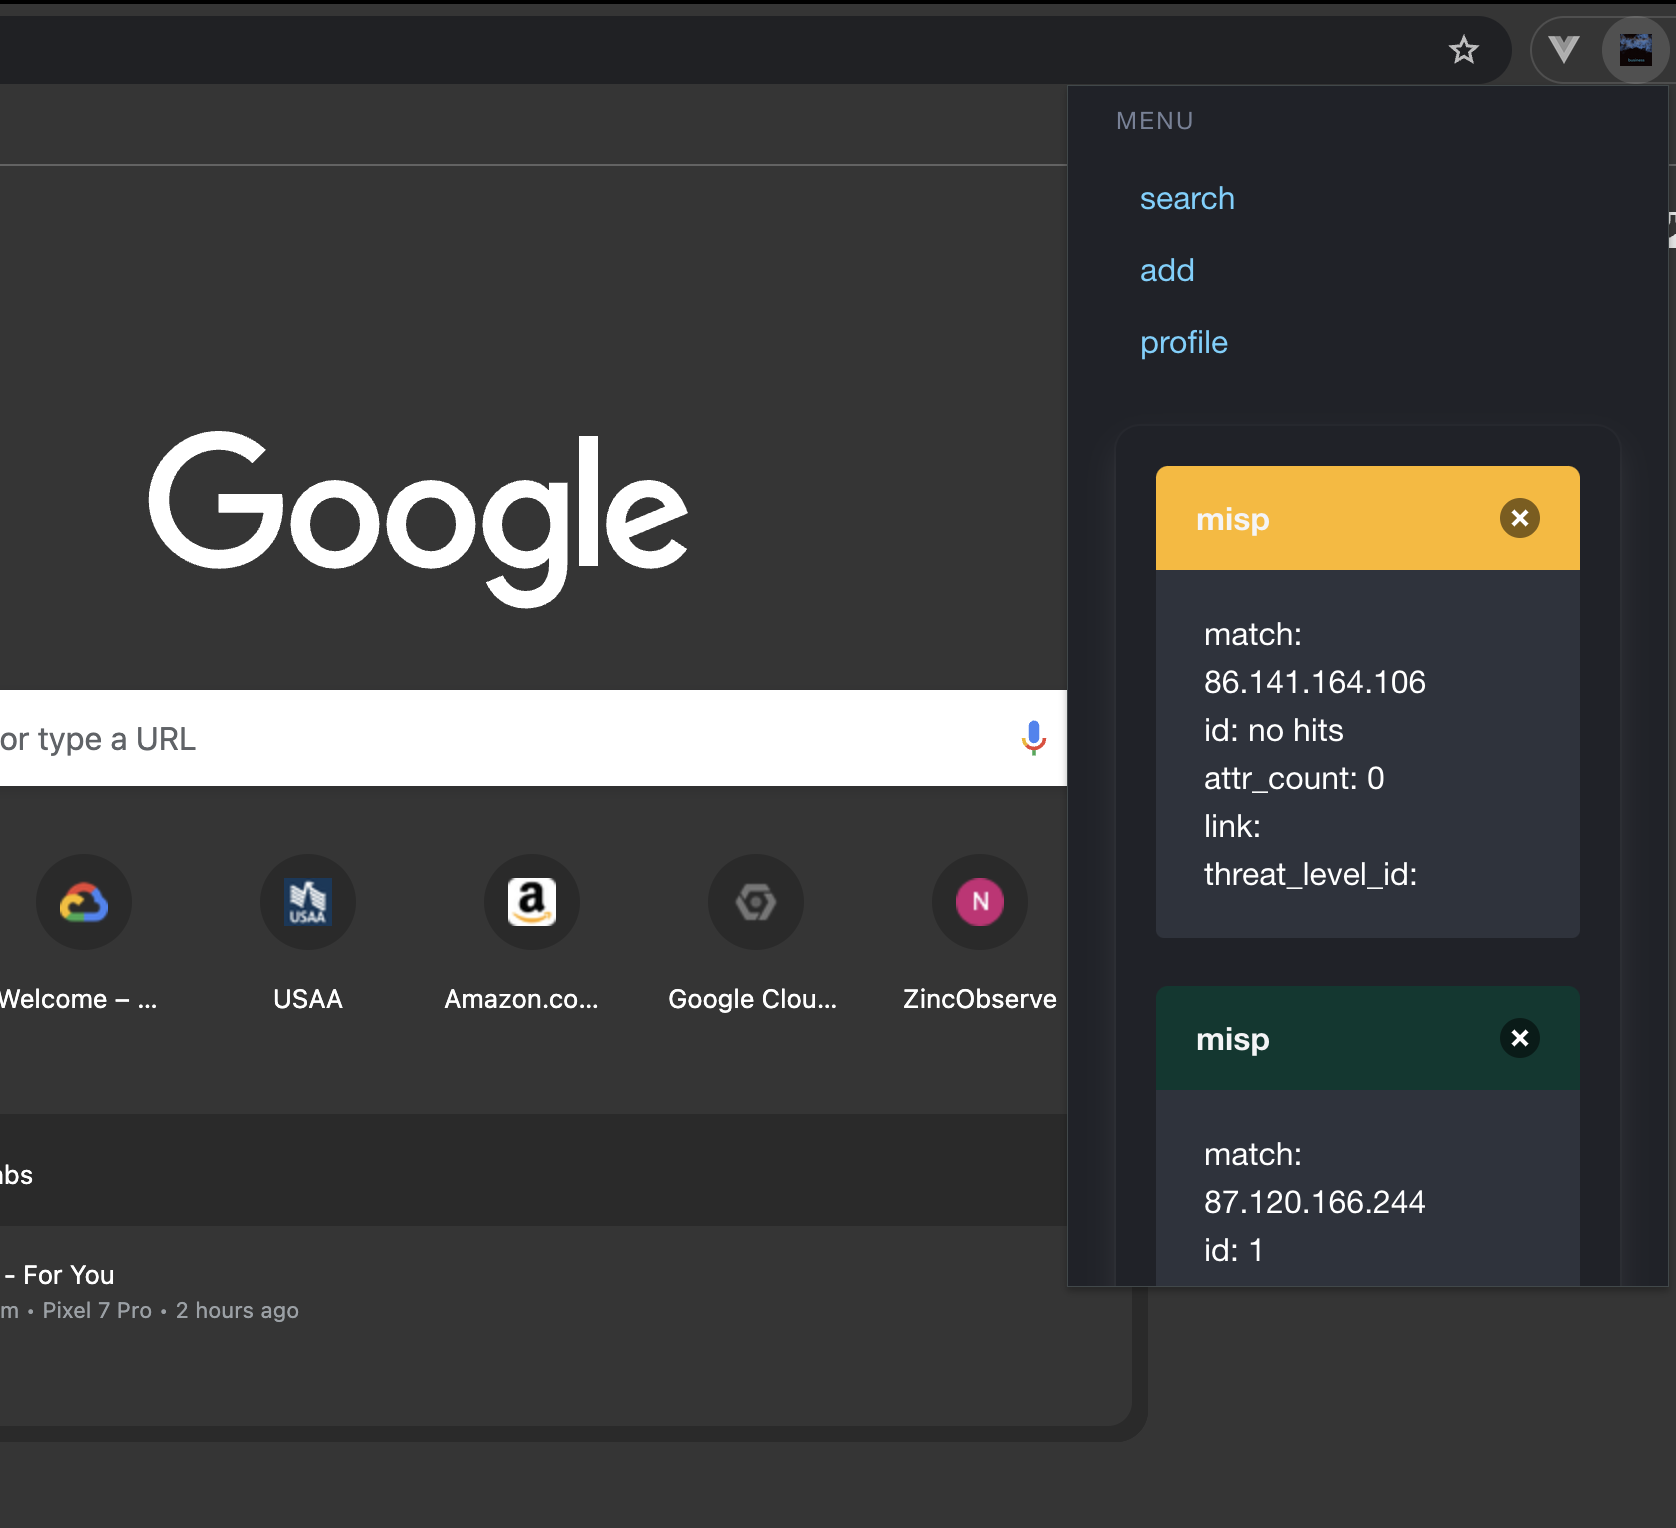 MENU
search
add
profile
Google
misp
match:
86.141.164.106
id: no hits
attr_count: 0
link:
threat_level_id:
misp
match:
87.120.166.244
id: 1
or type a URL
USAA
a
N
Welcome – ...
USAA
Amazon.co...
Google Clou...
ZincObserve
abs
- For You
m • Pixel 7 Pro • 2 hours ago